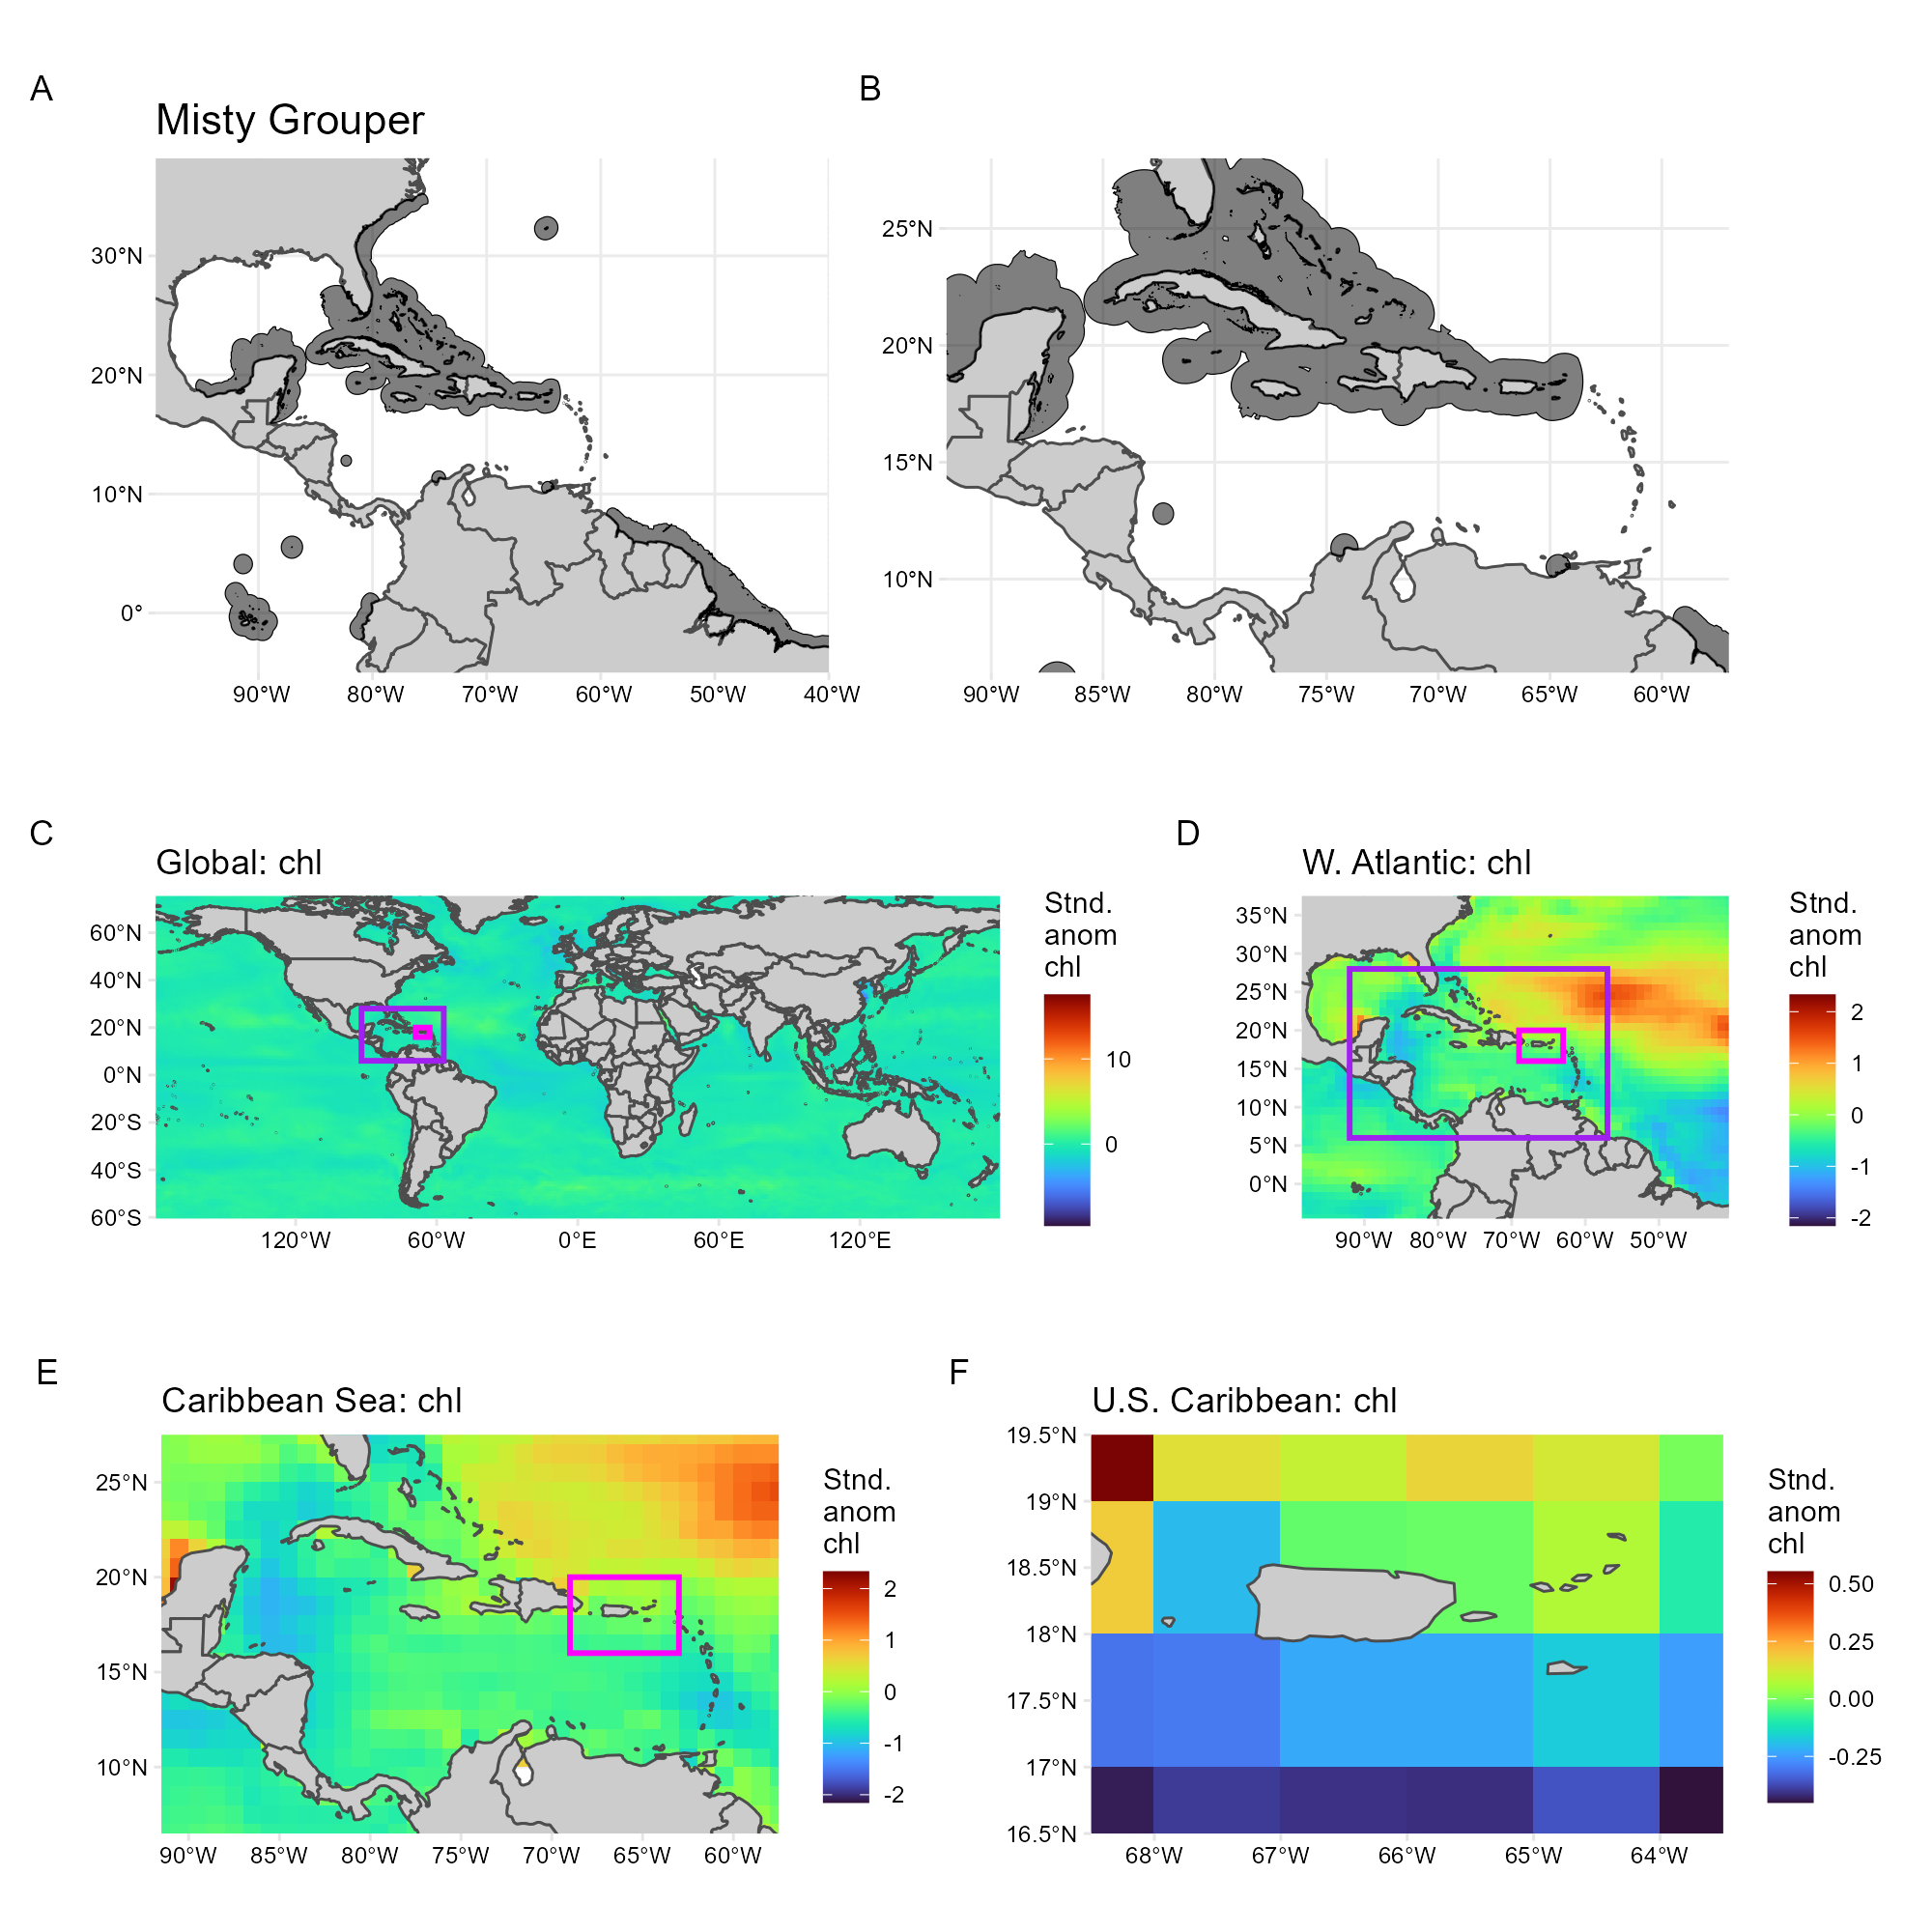 A
B
Misty Grouper
30°N
20°N
10°N
0°
90°W 80°W 70°W 60°W 50°W 40°W
25°N
20°N
15°N
10°N
90°W 85°W 80°W 75°W 70°W 65°W 60°W
C
D
Global: chl
60°N
40°N
20°N
0°N
20°S
40°S
60°S
120°W 60°W 0°E 60°E 120°E
Stnd.
anom
chl
10
0
W. Atlantic: chl
35°N
30°N
25°N
20°N
15°N
10°N
5°N
0°N
90°W 80°W 70°W 60°W 50°W
Stnd.
anom
chl
2
1
0
-1
-2
E
F
Caribbean Sea: chl
25°N
20°N
15°N
10°N
90°W 85°W 80°W 75°W 70°W 65°W 60°W
Stnd.
anom
chl
2
1
0
-1
-2
U.S. Caribbean: chl
19.5°N
19°N
18.5°N
18°N
17.5°N
17°N
16.5°N
68°W 67°W 66°W 65°W 64°W
Stnd.
anom
chl
0.50
0.25
0.00
-0.25